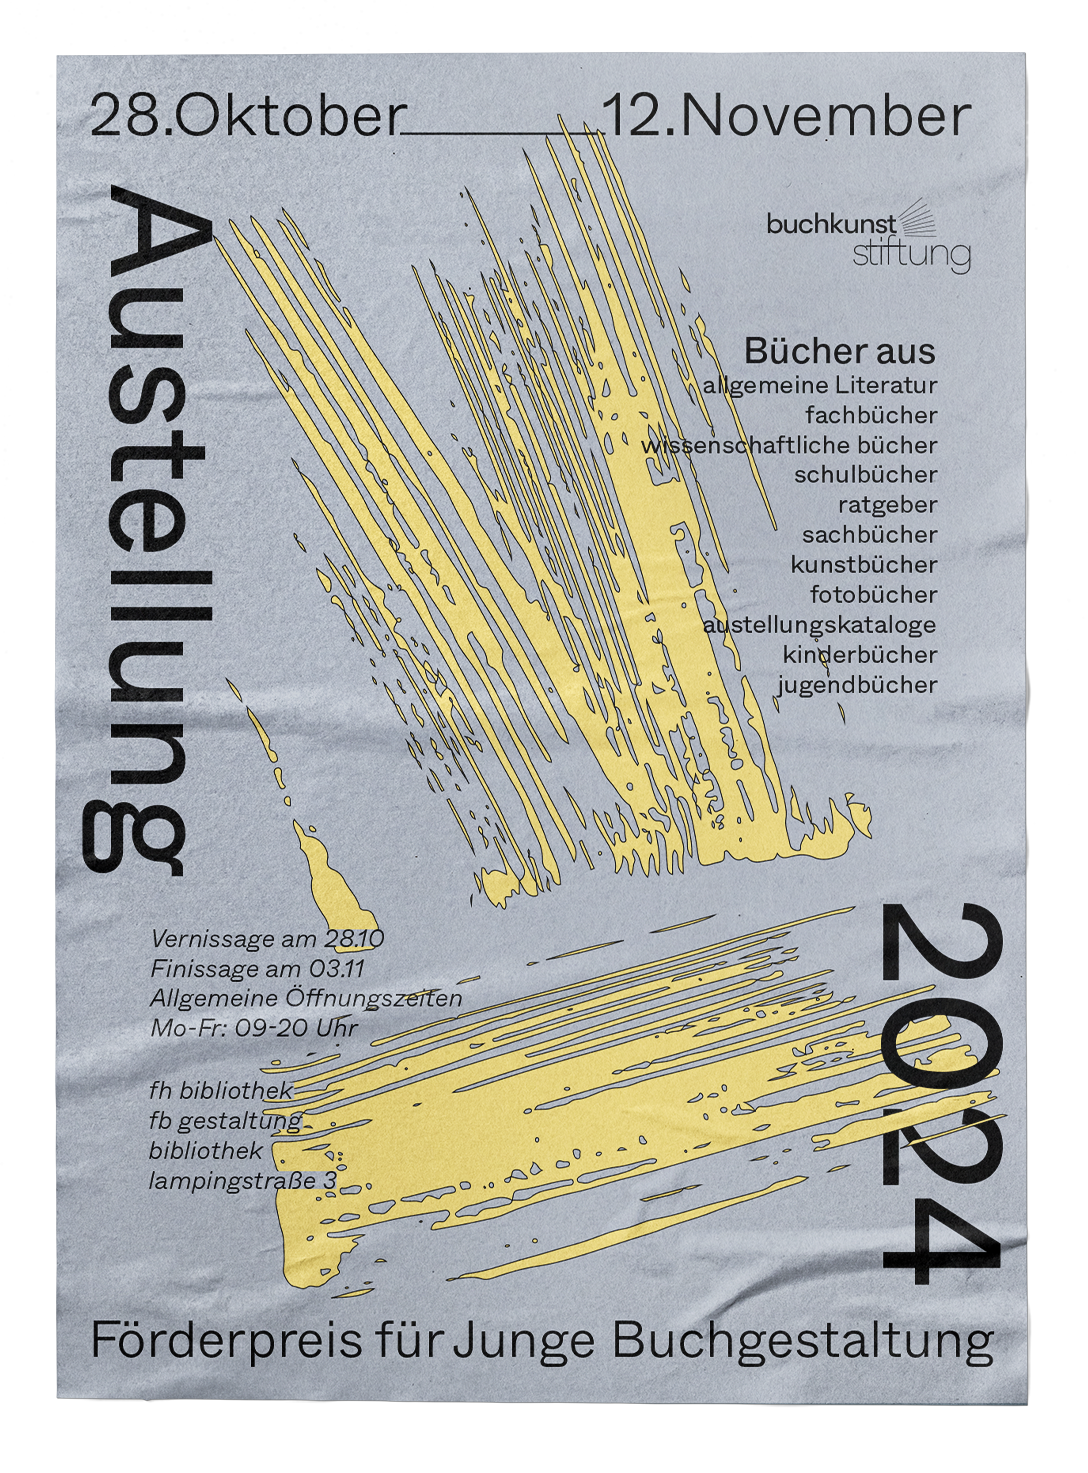 28.Oktober 12.November
Austellung
buchkunst
stiftung
Bücher aus
allgemeine Literatur
fachbücher
wissenschaftliche bücher
schulbücher
ratgeber
sachbücher
kunstbücher
fotobücher
austellungskataloge
kinderbücher
jugendbücher
2024
Vernissage am 28.10
Finissage am 03.11
Allgemeine Öffnungszeiten
Mo-Fr: 09-20 Uhr
fh bibliothek
fb gestaltung
bibliothek
lampingstraße 3
Förderpreis für Junge Buchgestaltung